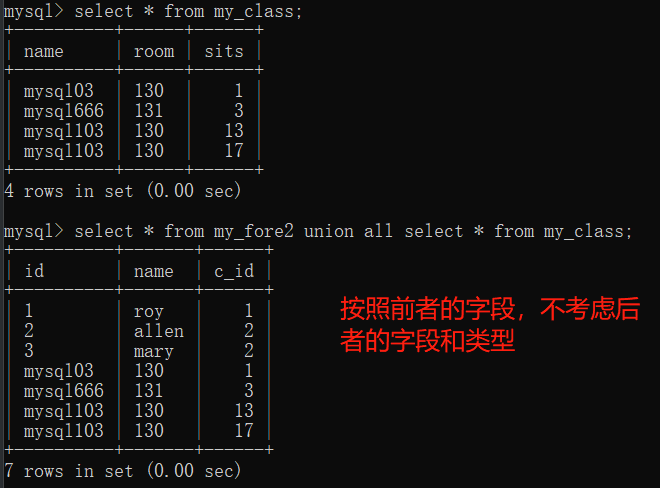 mysql> select * from my_class;
+----------+------+------+
| name     | room | sits |
+----------+------+------+
| mysql03  | 130  |    1 |
| mysql666 | 131  |    3 |
| mysql103 | 130  |   13 |
| mysql103 | 130  |   17 |
+----------+------+------+
4 rows in set (0.00 sec)
mysql> select * from my_fore2 union all select * from my_class;
+----------+-------+------+
| id       | name  | c_id |
+----------+-------+------+
| 1        | roy   |    1 |
| 2        | allen |    2 |
| 3        | mary  |    2 |
| mysql03  | 130   |    1 |
| mysql666 | 131   |    3 |
| mysql103 | 130   |   13 |
| mysql103 | 130   |   17 |
+----------+-------+------+
7 rows in set (0.00 sec)
按照前者的字段，不考虑后
者的字段和类型